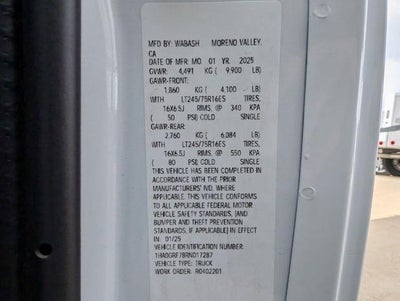 MFD BY: WABASH MORENO VALLEY,
CA
DATE OF MFR: MO. 01 YR. 2025
GVWR: 4,491 KG ( 9,900 LB)
GAWR-FRONT:
1,860 KG ( 4,100 LB)
WITH LT245/75R16ES TIRES,
16X6.5J RIMS, @ 340 KPA
( 50 PSI) COLD SINGLE
GAWR-REAR:
2,760 KG ( 6,084 LB)
WITH LT245/75R16ES TIRES,
16X6.5J RIMS, @ 550 KPA
( 80 PSI) COLD SINGLE
THIS VEHICLE HAS BEEN COMPLETED IN
ACCORDANCE WITH THE PRIOR
MANUFACTURERS' IVD, WHERE
APPLICABLE. THIS VEHICLE CONFORMS
TO ALL APPLICABLE FEDERAL MOTOR
VEHICLE SAFETY STANDARDS, [AND
BUMPER AND THEFT PREVENTION
STANDARDS, IF APPLICABLE] IN EFFECT
IN 01/25
VEHICLE IDENTIFICATION NUMBER:
VEHICLE TYPE: TRUCK
WORK ORDER: R0402201